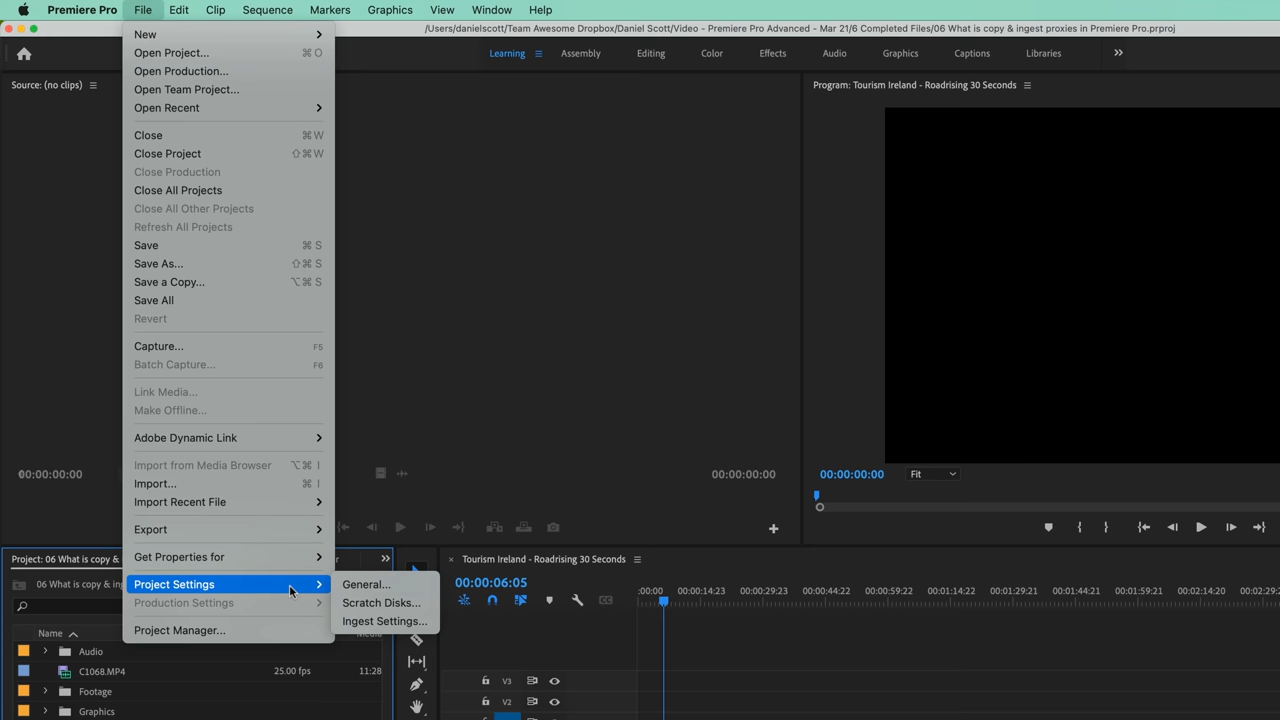 Premiere Pro File Edit Clip Sequence Markers Graphics View Window Help
/Users/danielscott/Team Awesome Dropbox/Daniel Scott/Video - Premiere Pro Advanced - Mar 21/6 Completed Files/06 What is copy & ingest proxies in Premiere Pro.prproj
Learning Assembly Editing Color Effects Audio Graphics Captions Libraries
Source: (no clips)
Program: Tourism Ireland - Roadrising 30 Seconds
New
Open Project... ⌘ O
Open Production...
Open Team Project...
Open Recent
Close ⌘ W
Close Project ⇧⌘ W
Close Production
Close All Projects
Close All Other Projects
Refresh All Projects
Save ⌘ S
Save As... ⇧⌘ S
Save a Copy... ⌥⌘ S
Save All
Revert
Capture... F5
Batch Capture... F6
Link Media...
Make Offline...
Adobe Dynamic Link
Import from Media Browser ⌥⌘ I
Import... ⌘ I
Import Recent File
Export
Get Properties for
Project Settings
Production Settings
Project Manager...
General...
Scratch Disks...
Ingest Settings...
00:00:00:00
00:00:00:00
00:00:00:00 Fit
Project: 06 What is copy &
06 What is copy & in
Name
Audio
C1068.MP4 25.00 fps 11:28
Footage
Graphics
Tourism Ireland - Roadrising 30 Seconds
00:00:06:05
:00:00 00:00:14:23 00:00:29:23 00:00:44:22 00:00:59:22 00:01:14:22 00:01:29:21 00:01:44:21 00:01:59:21 00:02:14:20 00:02:29:2
V3
V2